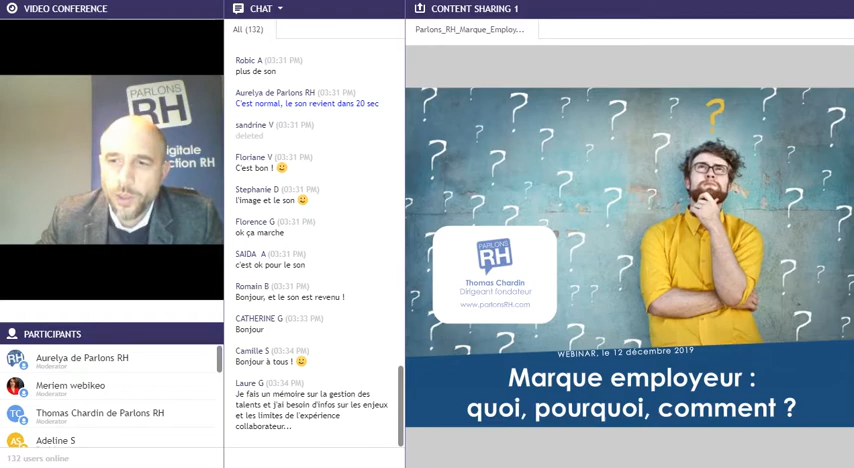 VIDEO CONFERENCE
PARLONS
RH
igitale
ction RH
PARTICIPANTS
RH
Aurelya de Parlons RH
Moderator
Meriem webikeo
Moderator
TC
Thomas Chardin de Parlons RH
Moderator
AS
Adeline S
132 users online
CHAT
All (132)
Robic A (03:31 PM)
plus de son
Aurelya de Parlons RH (03:31 PM)
C'est normal, le son revient dans 20 sec
sandrine V (03:31 PM)
deleted
Floriane V (03:31 PM)
C'est bon !
Stephanie D (03:31 PM)
l'image et le son
Florence G (03:31 PM)
ok ça marche
SAIDA A (03:31 PM)
c'est ok pour le son
Romain B (03:31 PM)
Bonjour, et le son est revenu !
CATHERINE G (03:33 PM)
Bonjour
Camille S (03:34 PM)
Bonjour à tous !
Laure G (03:34 PM)
Je fais un mémoire sur la gestion des
talents et j'ai besoin d'infos sur les enjeux
et les limites de l'expérience
collaborateur...
CONTENT SHARING 1
Parlons_RH_Marque_Employ...
PARLONS
RH
Thomas Chardin
Dirigeant fondateur
www.parlonsRH.com
WEBINAR, le 12 décembre 2019
Marque employeur :
quoi, pourquoi, comment ?